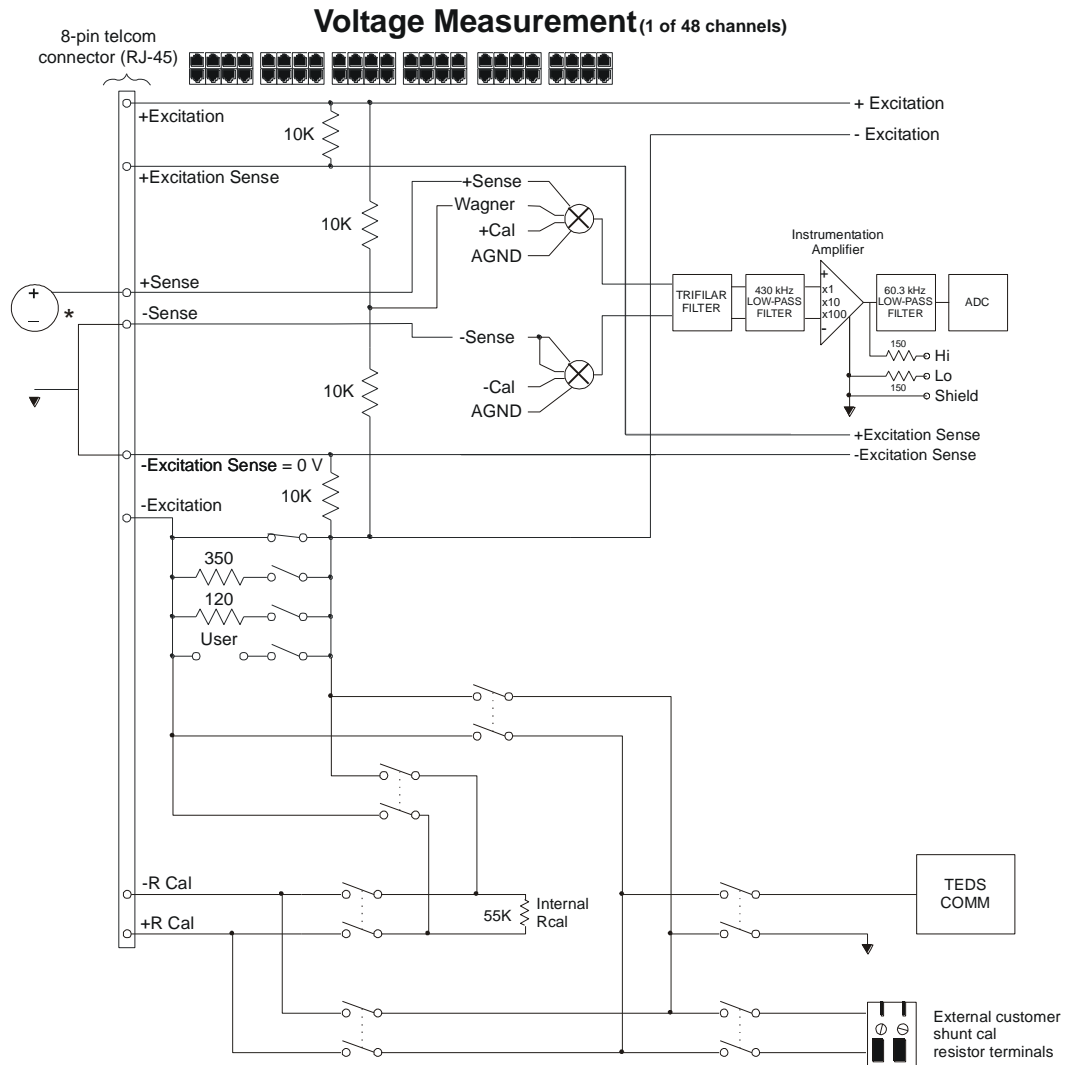 Voltage Measurement (1 of 48 channels)
8-pin telcom
connector (RJ-45)
+Excitation
10K
+ Excitation
- Excitation
+Excitation Sense
+Sense
Wagner
+Cal
AGND
10K
Instrumentation
Amplifier
+
x1
x10
x100
-
TRIFILAR
FILTER
430 kHz
LOW-PASS
FILTER
60.3 kHz
LOW-PASS
FILTER
ADC
+
_
*
+Sense
-Sense
-Sense
-Cal
AGND
10K
150
Hi
Lo
150
Shield
+Excitation Sense
-Excitation Sense
-Excitation Sense = 0 V
10K
-Excitation
350
120
User
-R Cal
+R Cal
55K
Internal
Rcal
TEDS
COMM
External customer
shunt cal
resistor terminals